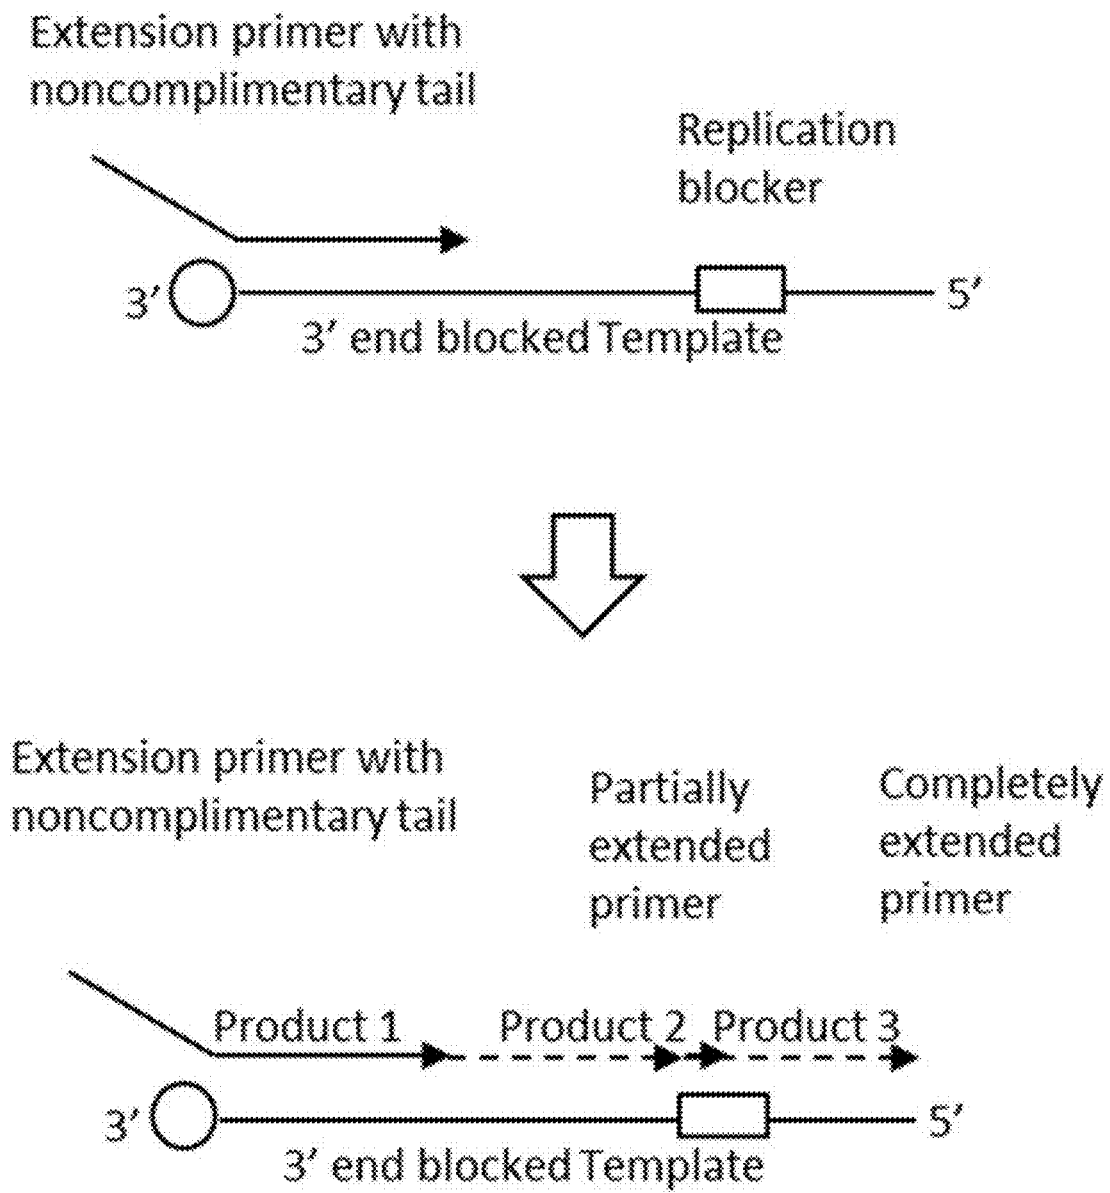 Extension primer with
noncomplimentary tail
Replication
blocker
3′
5′
3′ end blocked Template
Extension primer with
noncomplimentary tail
Partially
extended
primer
Completely
extended
primer
Product 1 Product 2 Product 3
3′
5′
3′ end blocked Template